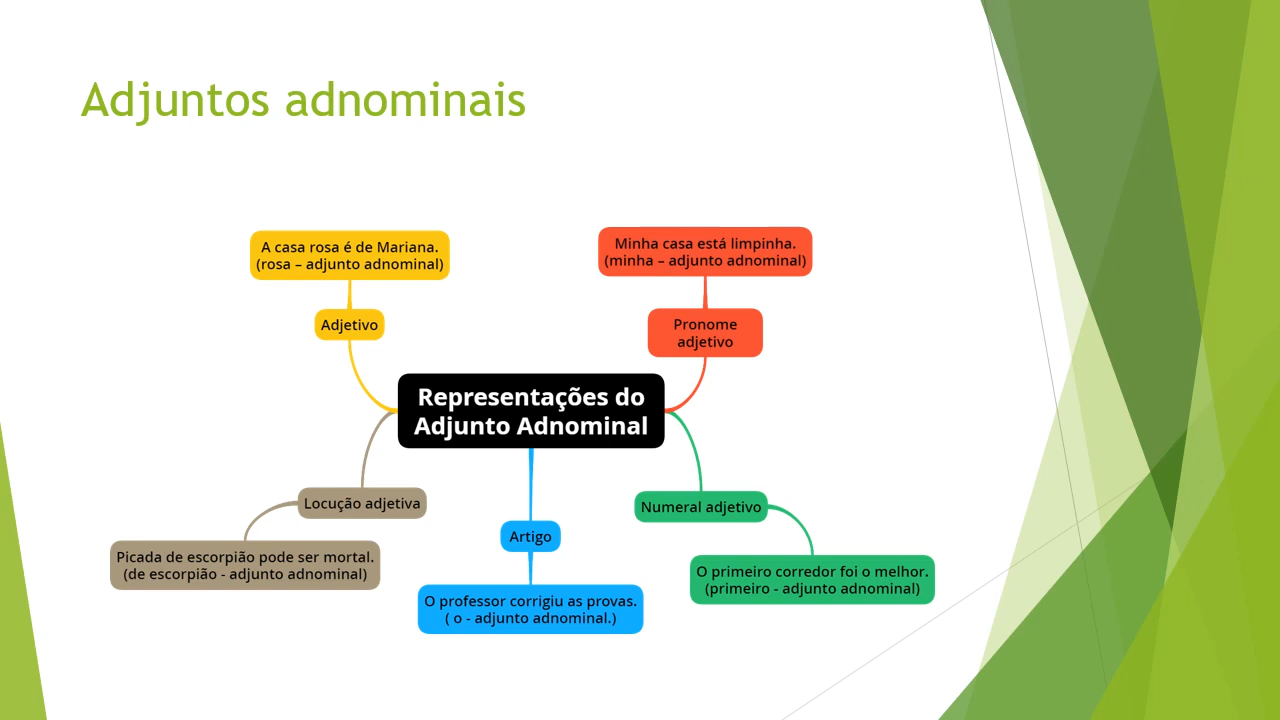 Adjuntos adnominais
A casa rosa é de Mariana.
(rosa – adjunto adnominal)
Adjetivo
Minha casa está limpinha.
(minha – adjunto adnominal)
Pronome
adjetivo
Representações do
Adjunto Adnominal
Locução adjetiva
Picada de escorpião pode ser mortal.
(de escorpião - adjunto adnominal)
Artigo
O professor corrigiu as provas.
( o - adjunto adnominal.)
Numeral adjetivo
O primeiro corredor foi o melhor.
(primeiro - adjunto adnominal)